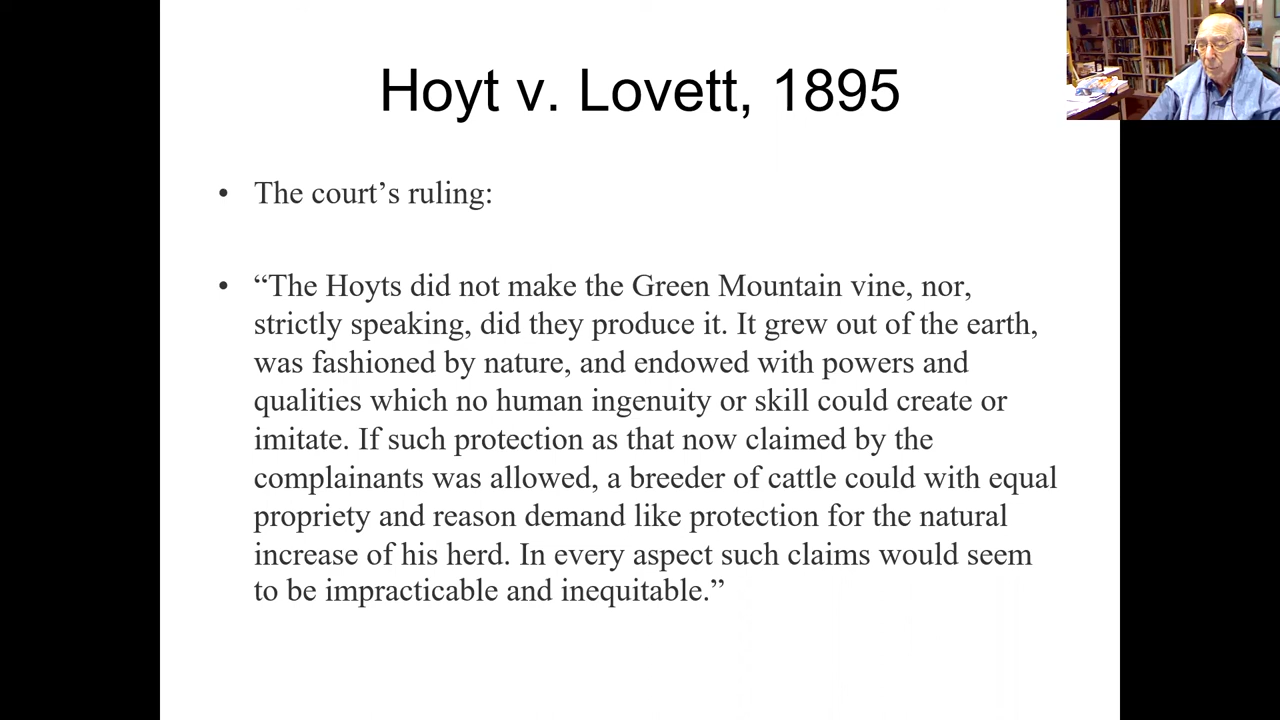 Hoyt v. Lovett, 1895
• The court’s ruling:
• “The Hoyts did not make the Green Mountain vine, nor,
strictly speaking, did they produce it. It grew out of the earth,
was fashioned by nature, and endowed with powers and
qualities which no human ingenuity or skill could create or
imitate. If such protection as that now claimed by the
complainants was allowed, a breeder of cattle could with equal
propriety and reason demand like protection for the natural
increase of his herd. In every aspect such claims would seem
to be impracticable and inequitable.”